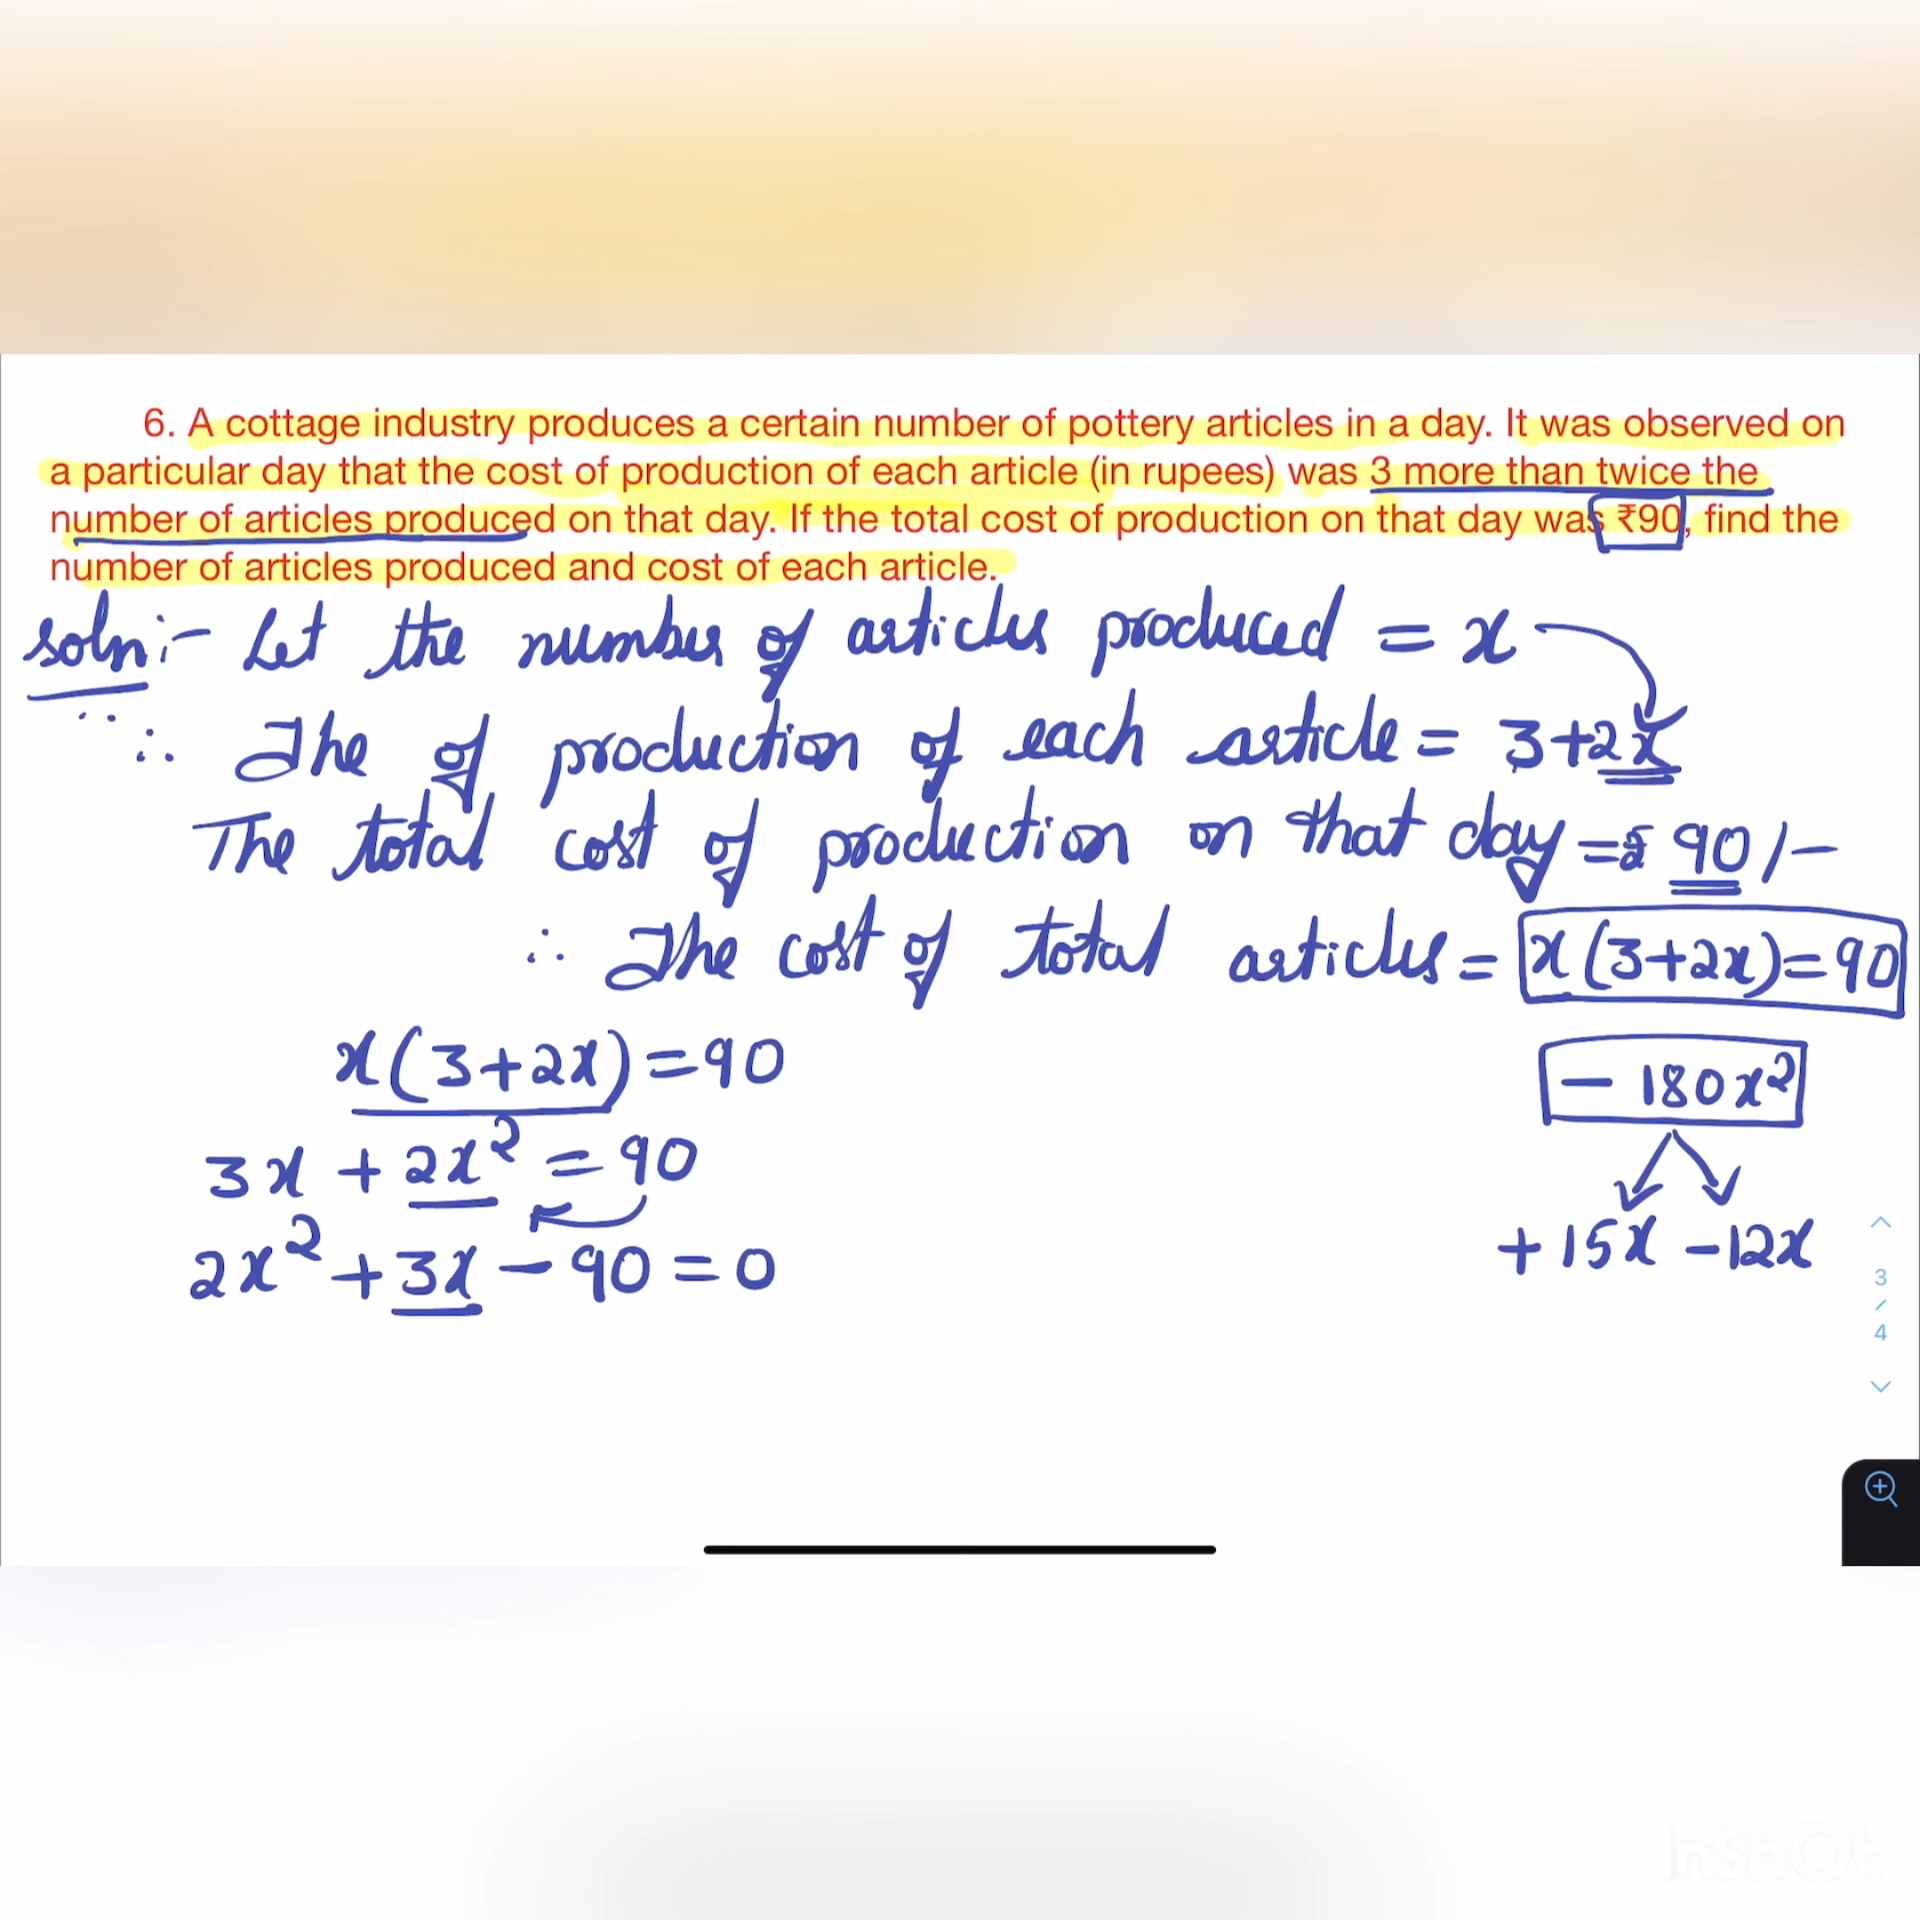 6. A cottage industry produces a certain number of pottery articles in a day. It was observed on
a particular day that the cost of production of each article (in rupees) was 3 more than twice the
number of articles produced on that day. If the total cost of production on that day was ₹90, find the
number of articles produced and cost of each article.
soln:- Let the number of articles produced = x
∴ The of production of each article = 3+2x
The total cost of production on that day = ₹ 90/-
∴ The cost of total articles = x(3+2x)=90
x(3+2x)=90
- 180x²
3x + 2x² = 90
+15x -12x
2x² + 3x - 90 = 0
3
/
4
InShOt